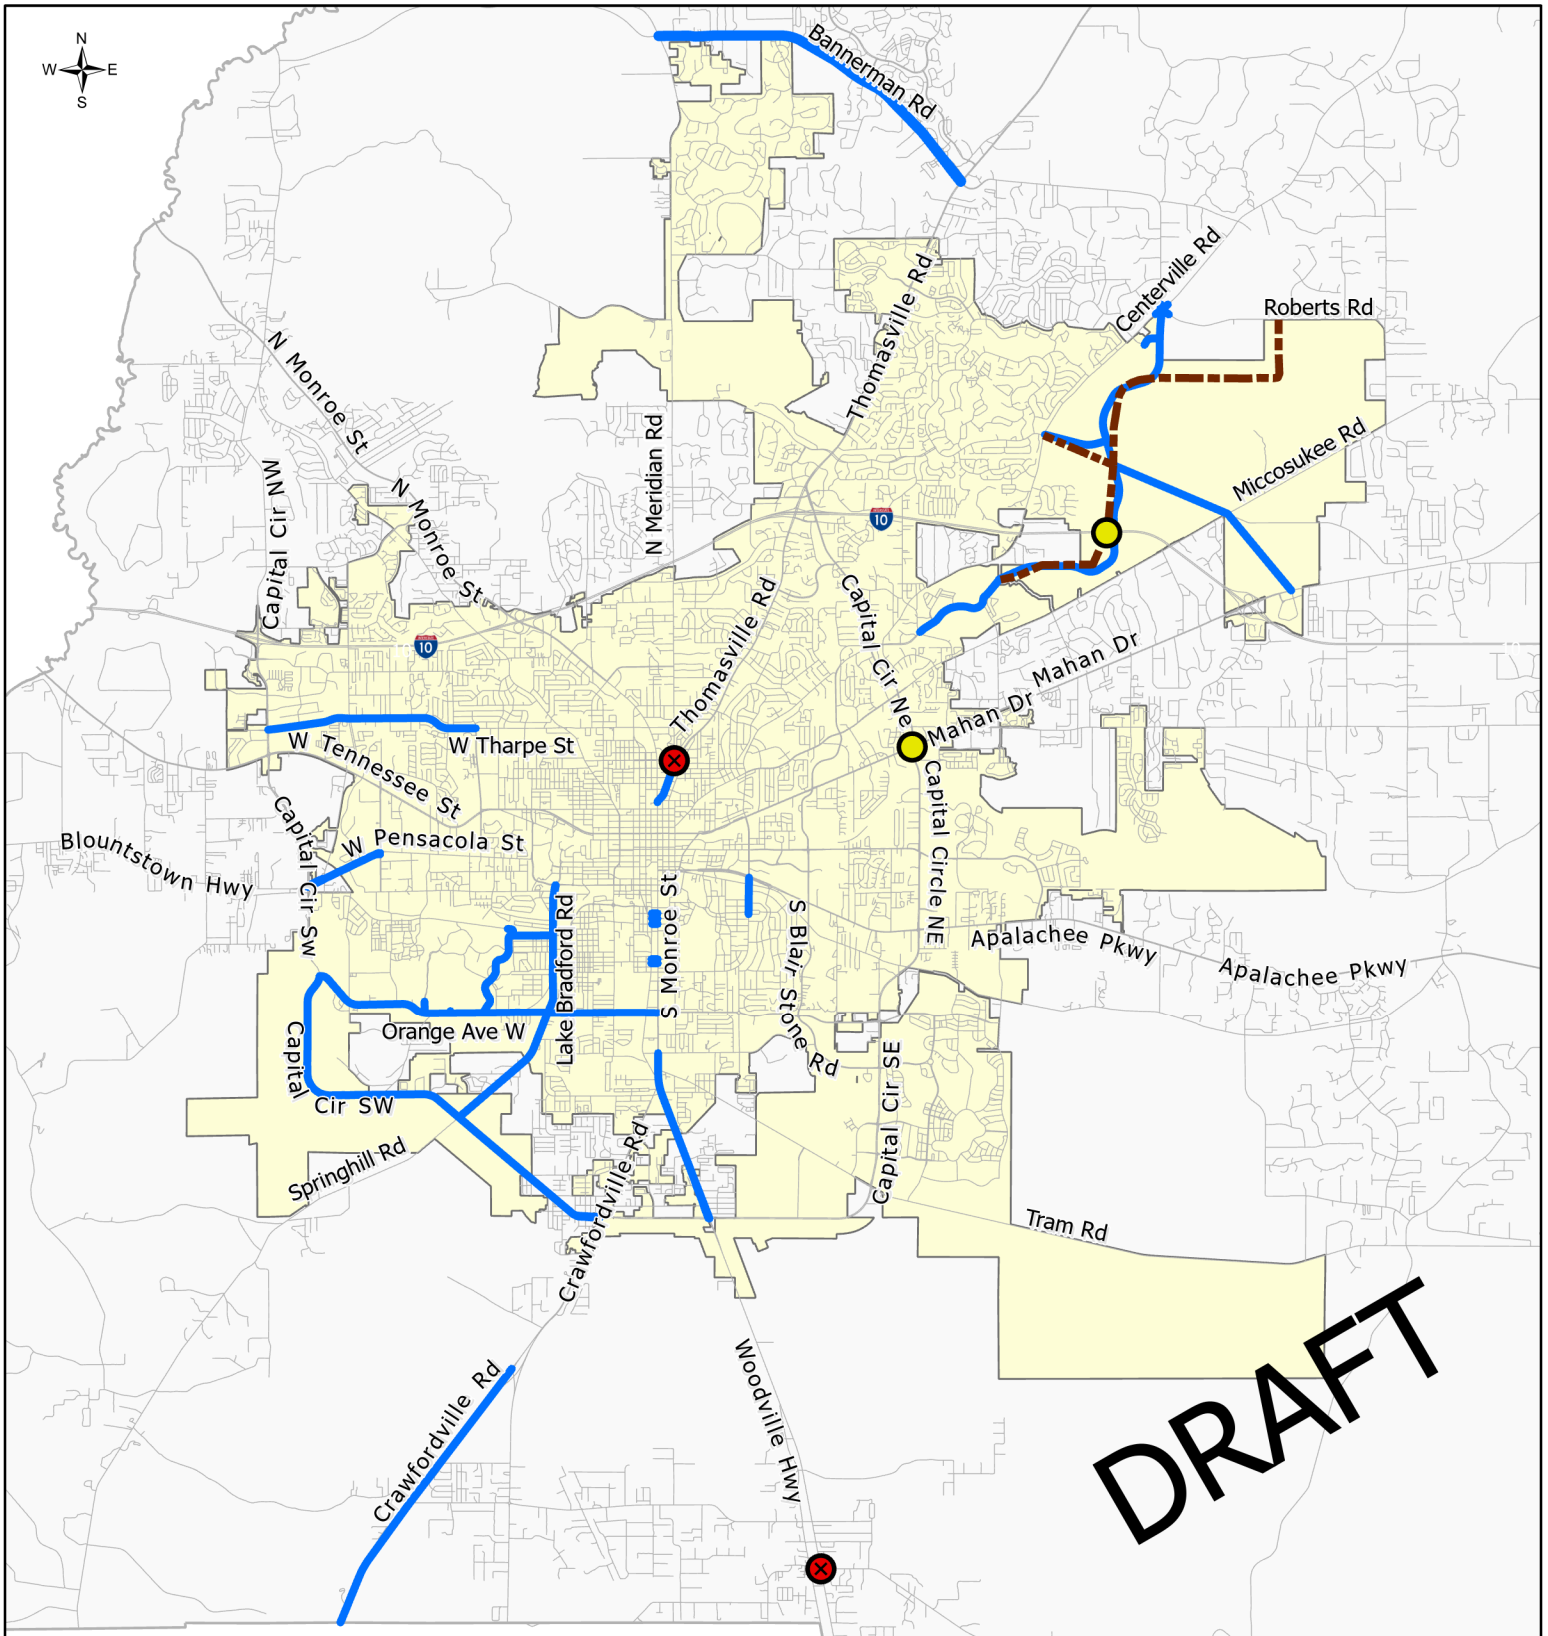 N
W E
S
Bannerman Rd
Centerville Rd
Roberts Rd
Thomasville Rd
N Monroe St
N Meridian Rd
Miccosukee Rd
Capital Cir NW
N Monroe St
10
10
Thomasville Rd
Capital Cir Ne
Mahan Dr
Mahan Dr
W Tharpe St
W Tennessee St
Capital Circle NE
W Pensacola St
Blountstown Hwy
Capital Cir Sw
S Monroe St
Lake Bradford Rd
S Blair Stone Rd
Apalachee Pkwy
Apalachee Pkwy
Orange Ave W
Capital
Cir SW
Capital Cir SE
Springhill Rd
Crawfordville Rd
Tram Rd
Woodville Hwy
Crawfordville Rd
DRAFT